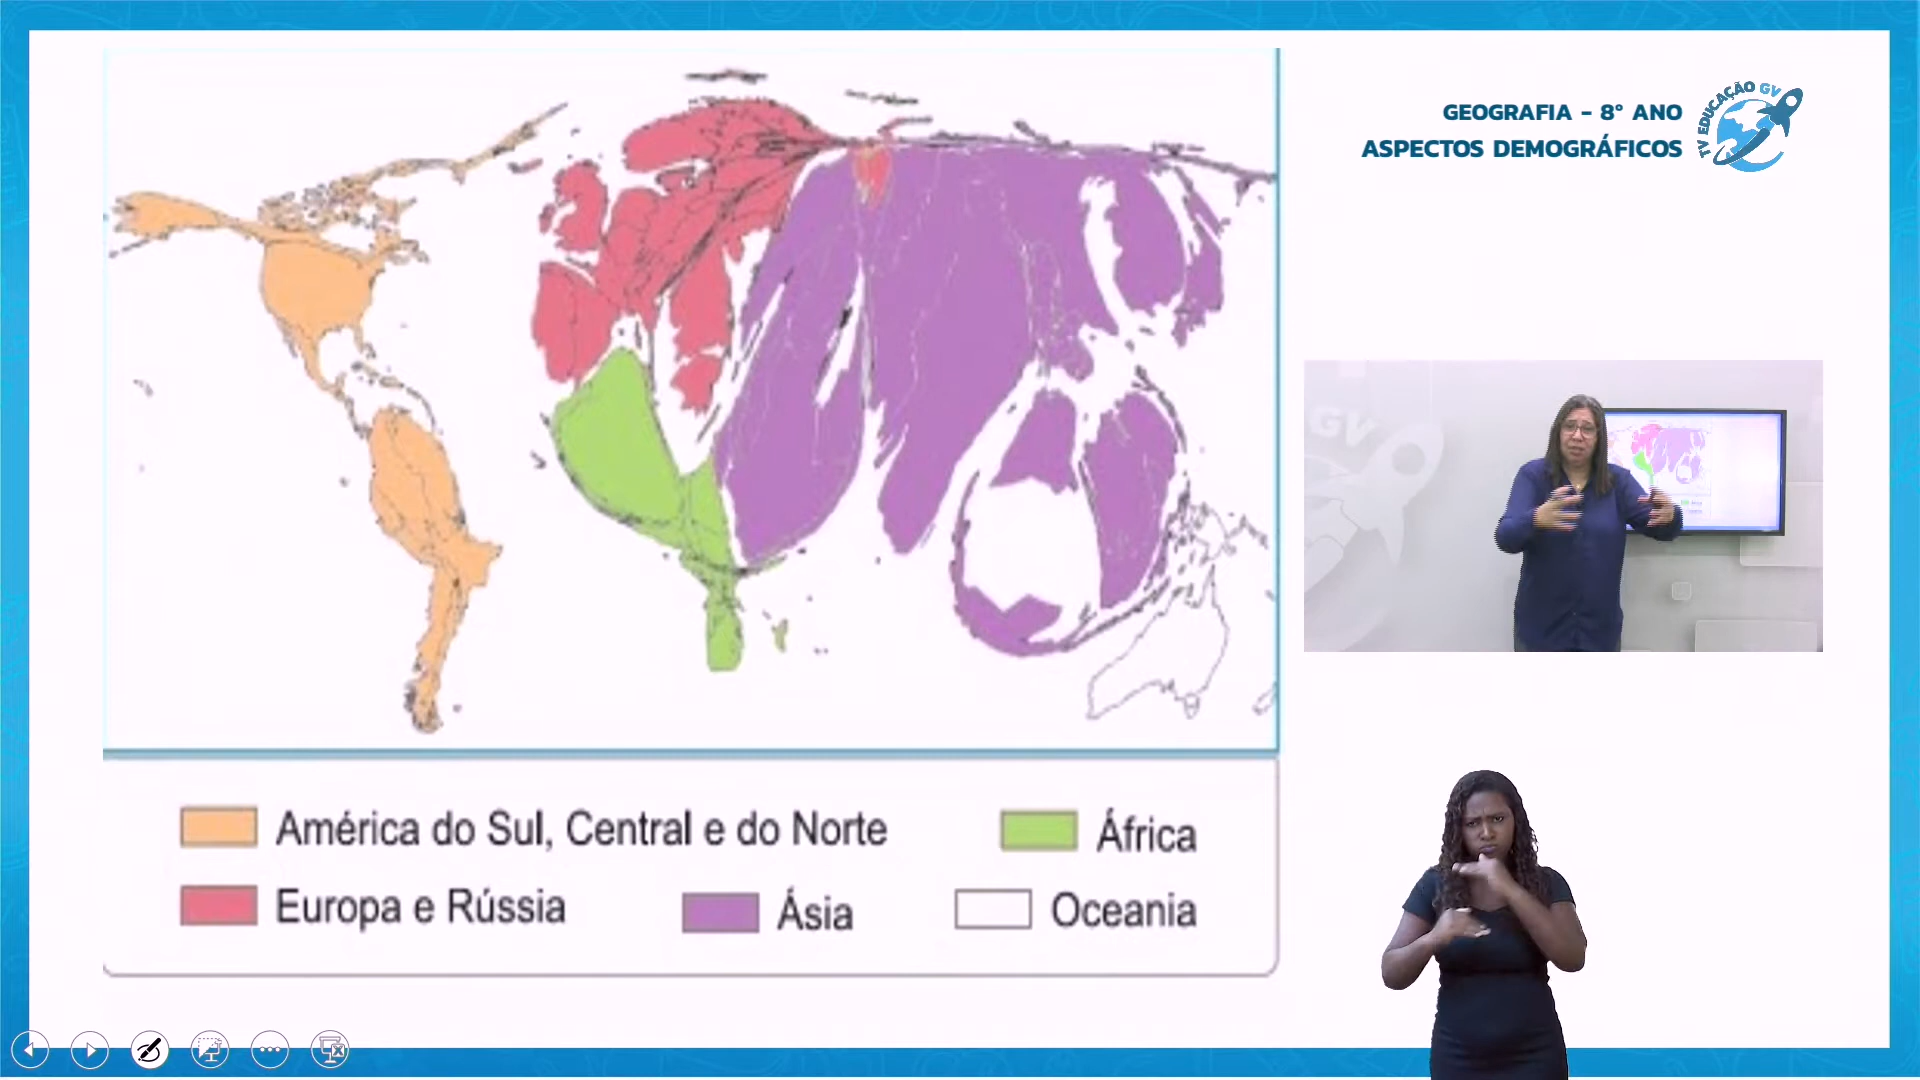 GEOGRAFIA - 8° ANO
ASPECTOS DEMOGRÁFICOS
TV EDUCAÇÃO GV
GV
América do Sul, Central e do Norte
África
Europa e Rússia
Ásia
Oceania